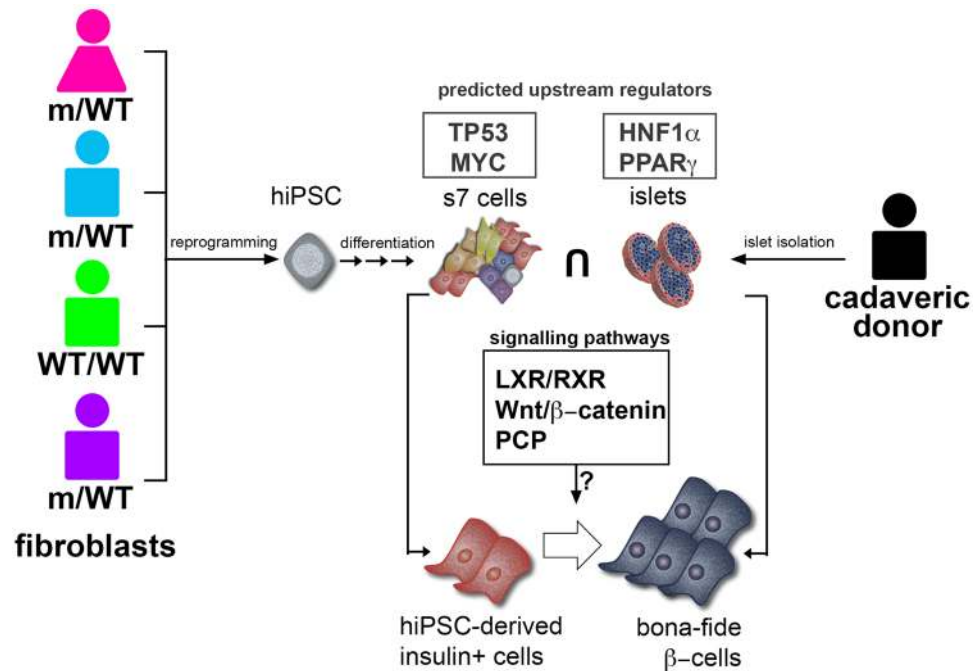 m/WT
m/WT
WT/WT
m/WT
fibroblasts
reprogramming
hiPSC
differentiation
predicted upstream regulators
TP53
MYC
s7 cells
∩
HNF1α
PPARγ
islets
islet isolation
cadaveric
donor
signalling pathways
LXR/RXR
Wnt/β–catenin
PCP
?
hiPSC-derived
insulin+ cells
bona-fide
β–cells